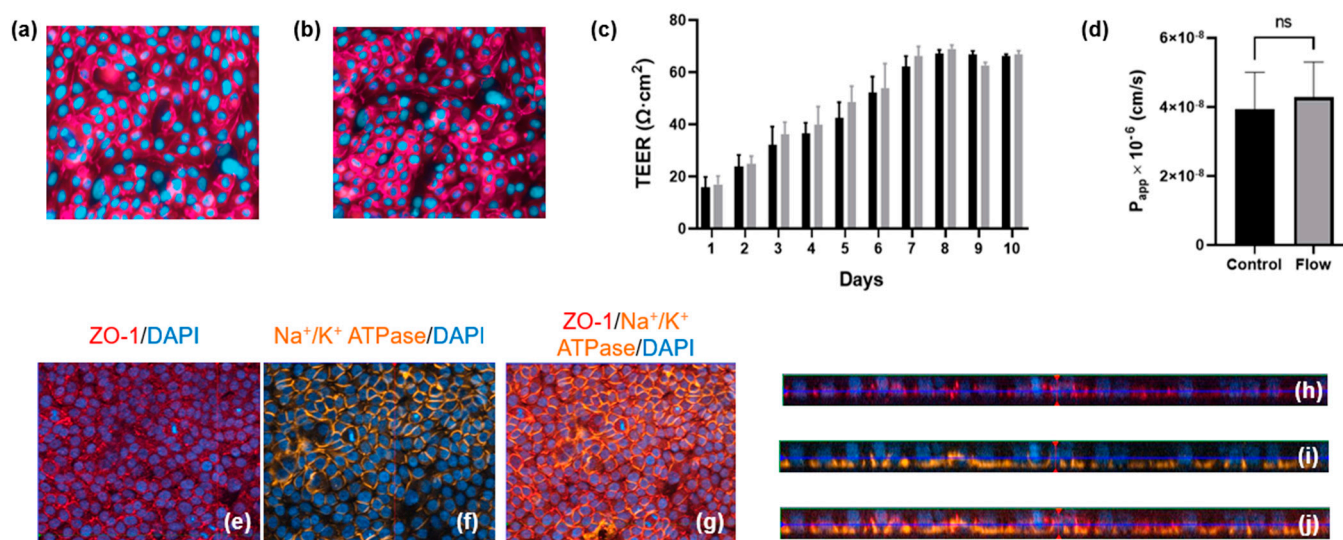 (a)
(b)
(c)
80
60
40
20
0
TEER (Ω·cm²)
1 2 3 4 5 6 7 8 9 10
Days
(d)
ns
6×10⁻⁸
4×10⁻⁸
2×10⁻⁸
0
Papp × 10⁻⁶ (cm/s)
Control Flow
ZO-1/DAPI
Na⁺/K⁺ ATPase/DAPI
ZO-1/Na⁺/K⁺
ATPase/DAPI
(e)
(f)
(g)
(h)
(i)
(j)